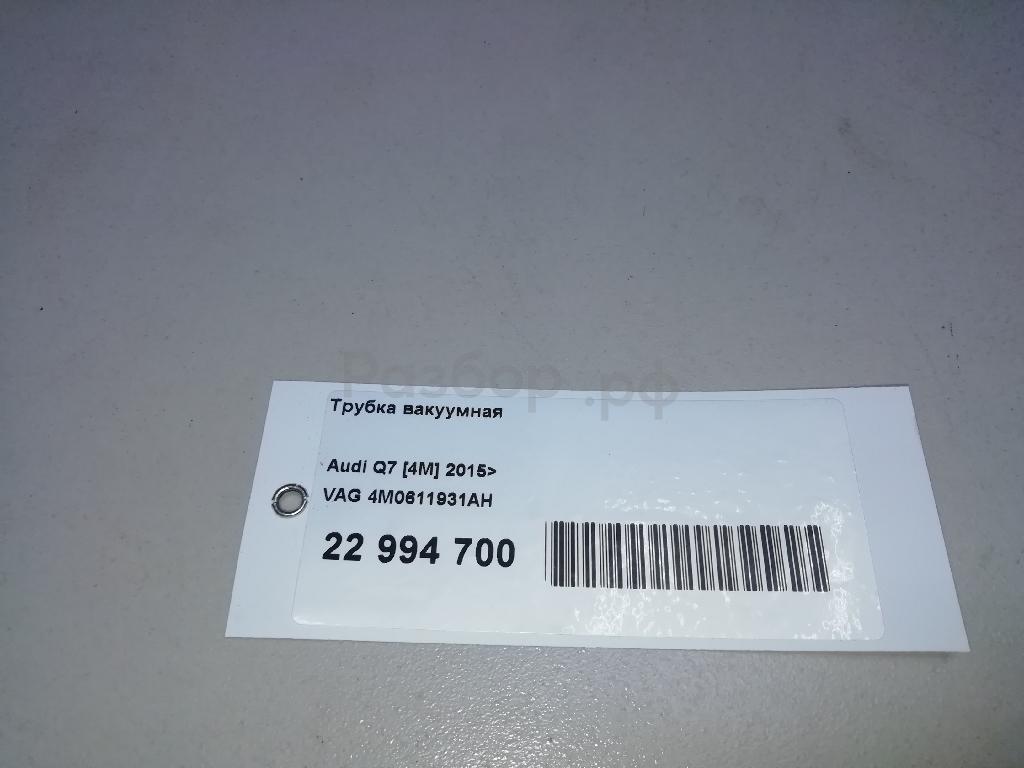 Разбор.рф
Трубка вакуумная
Audi Q7 [4M] 2015>
VAG 4M0611931AH
22 994 700